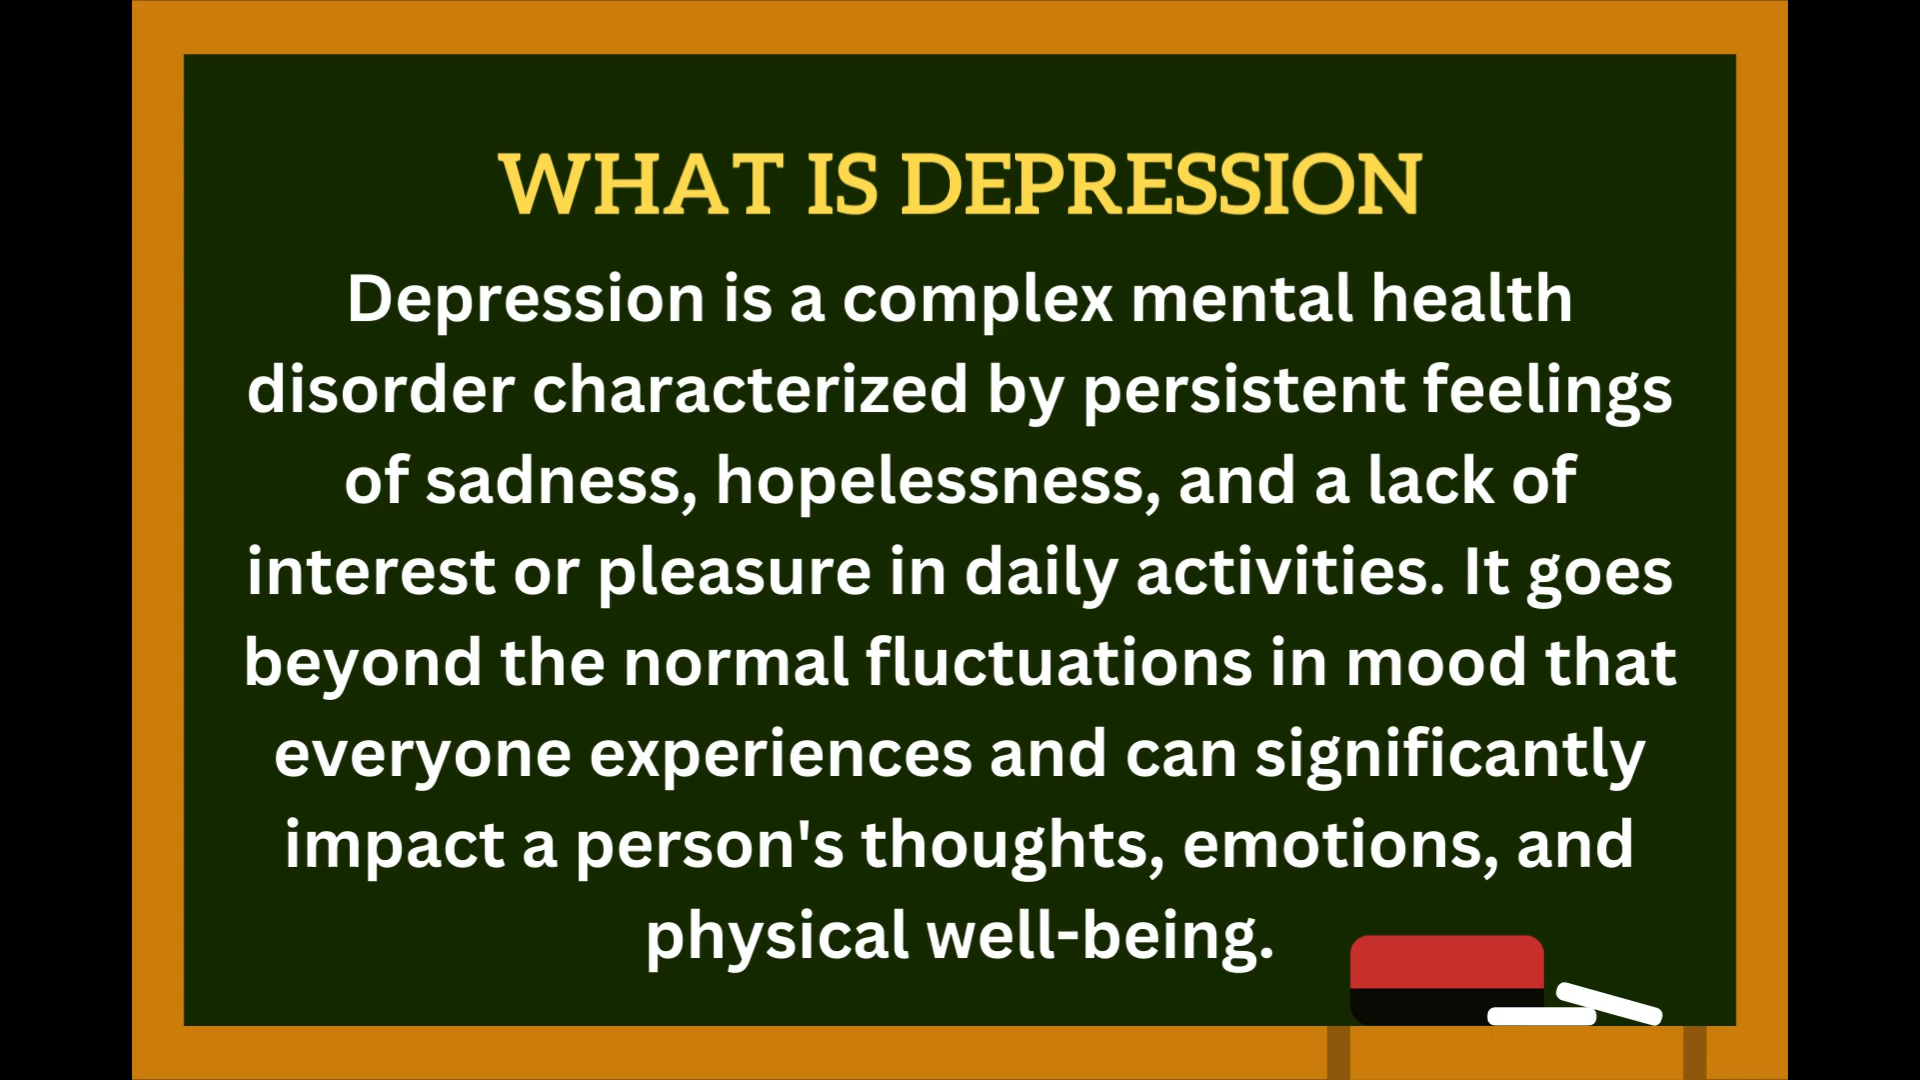 WHAT IS DEPRESSION
Depression is a complex mental health
disorder characterized by persistent feelings
of sadness, hopelessness, and a lack of
interest or pleasure in daily activities. It goes
beyond the normal fluctuations in mood that
everyone experiences and can significantly
impact a person's thoughts, emotions, and
physical well-being.